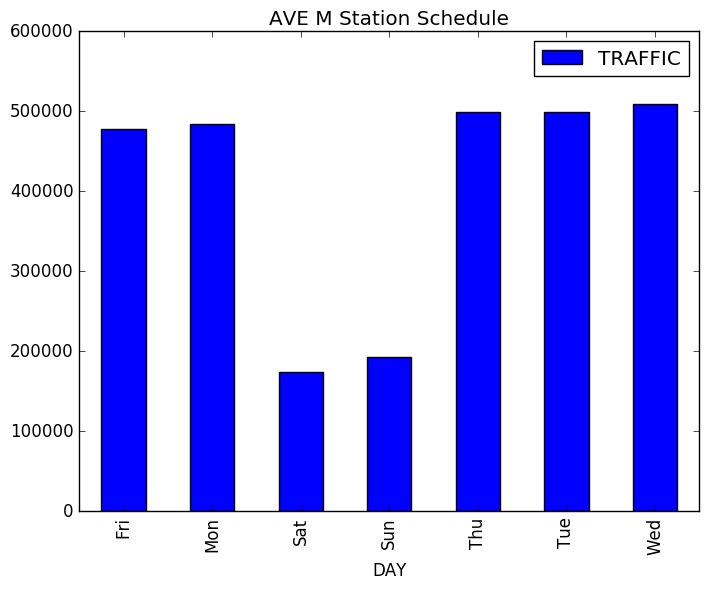 AVE M Station Schedule
TRAFFIC
600000
500000
400000
300000
200000
100000
0
Fri
Mon
Sat
Sun
Thu
Tue
Wed
DAY